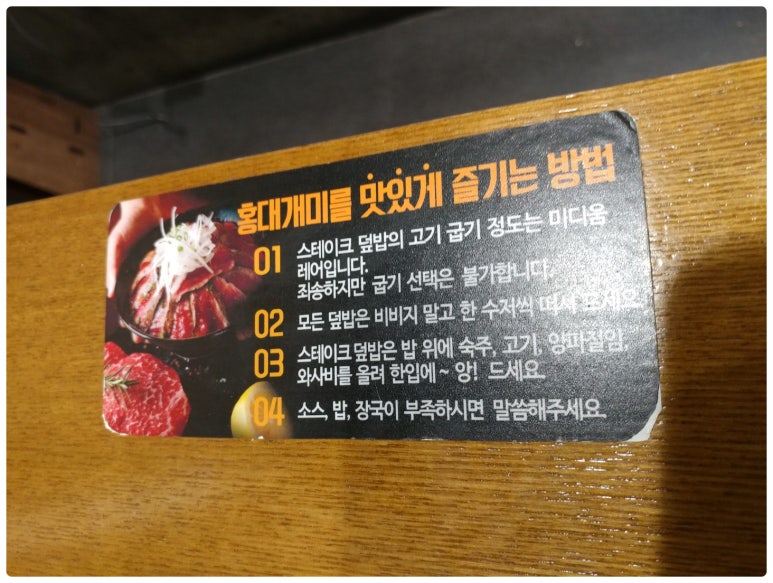 홍대개미를 맛있게 즐기는 방법
01 스테이크 덮밥의 고기 굽기 정도는 미디움
레어입니다.
죄송하지만 굽기 선택은 불가합니다.
02 모든 덮밥은 비비지 말고 한 수저씩 떠서 드세요.
03 스테이크 덮밥은 밥 위에 숙주, 고기, 양파절임,
와사비를 올려 한입에~ 앙! 드세요.
04 소스, 밥, 장국이 부족하시면 말씀해주세요.